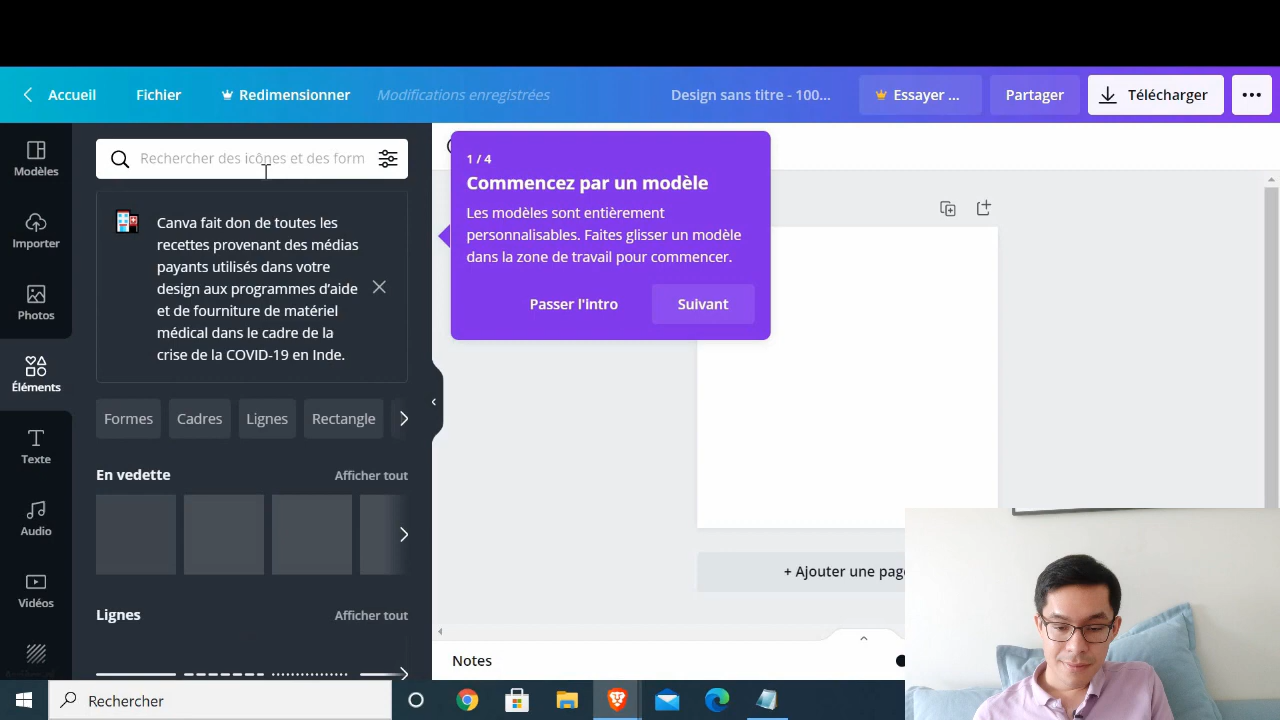 Accueil
Fichier
Redimensionner
Modifications enregistrées
Design sans titre - 100...
Essayer ...
Partager
Télécharger
Modèles
Importer
Photos
Éléments
Texte
Audio
Vidéos
Rechercher des icônes et des form
Canva fait don de toutes les
recettes provenant des médias
payants utilisés dans votre
design aux programmes d'aide
et de fourniture de matériel
médical dans le cadre de la
crise de la COVID-19 en Inde.
Formes
Cadres
Lignes
Rectangle
En vedette
Afficher tout
Lignes
Afficher tout
1 / 4
Commencez par un modèle
Les modèles sont entièrement
personnalisables. Faites glisser un modèle
dans la zone de travail pour commencer.
Passer l'intro
Suivant
+ Ajouter une page
Notes
Rechercher